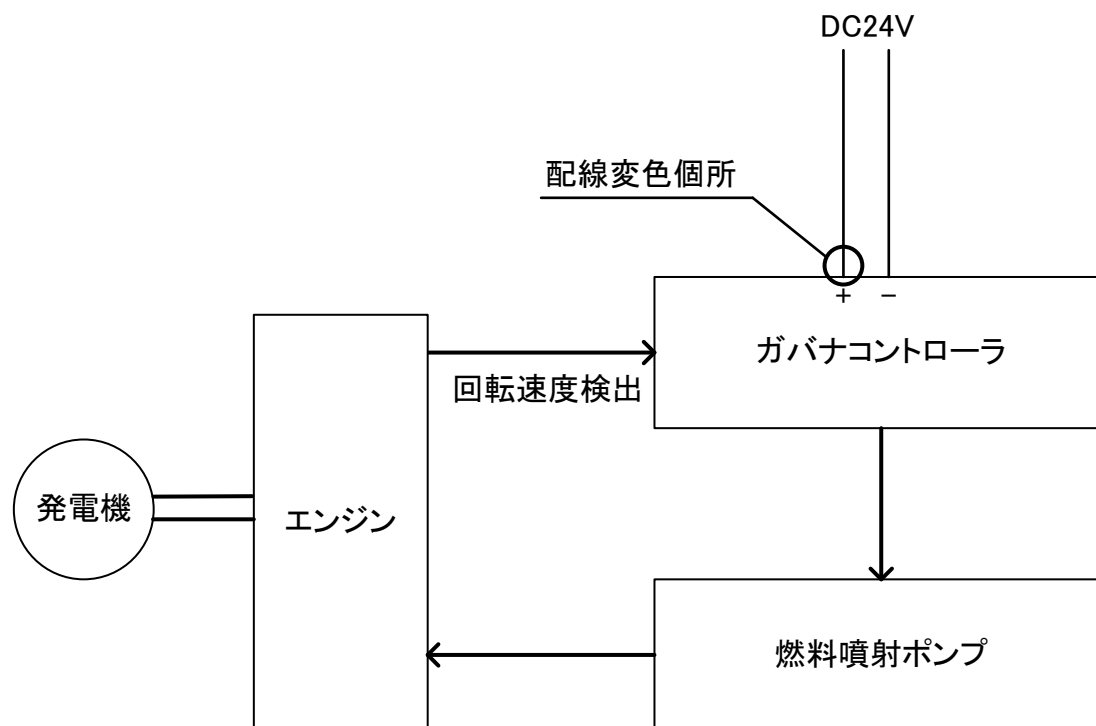 DC24V
配線変色個所
+ −
ガバナコントローラ
回転速度検出
発電機
エンジン
燃料噴射ポンプ